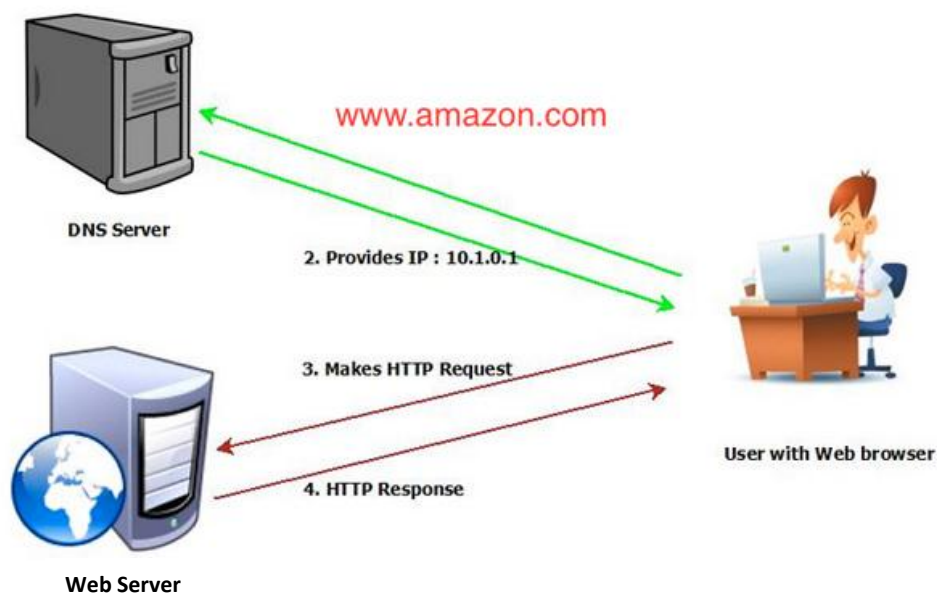 www.amazon.com
DNS Server
2. Provides IP : 10.1.0.1
3. Makes HTTP Request
User with Web browser
4. HTTP Response
Web Server